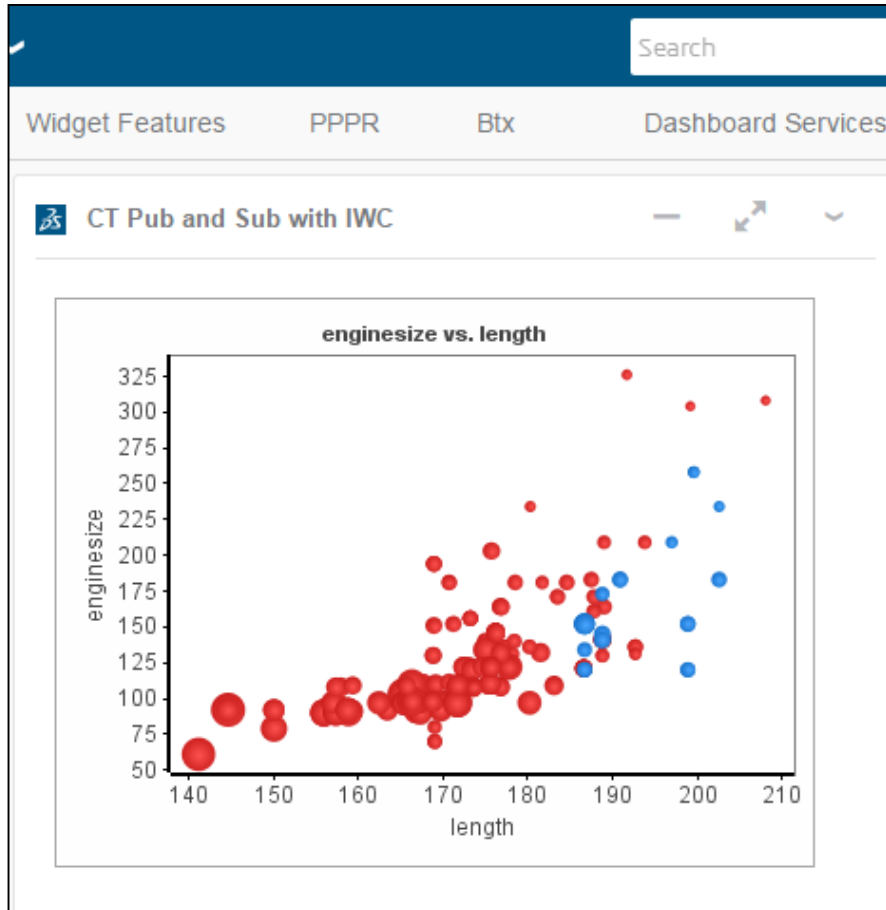 Search
Widget Features PPPR Btx Dashboard Services
3S CT Pub and Sub with IWC
enginesize vs. length
325
300
275
250
225
200
175
150
125
100
75
50
enginesize
140 150 160 170 180 190 200 210
length